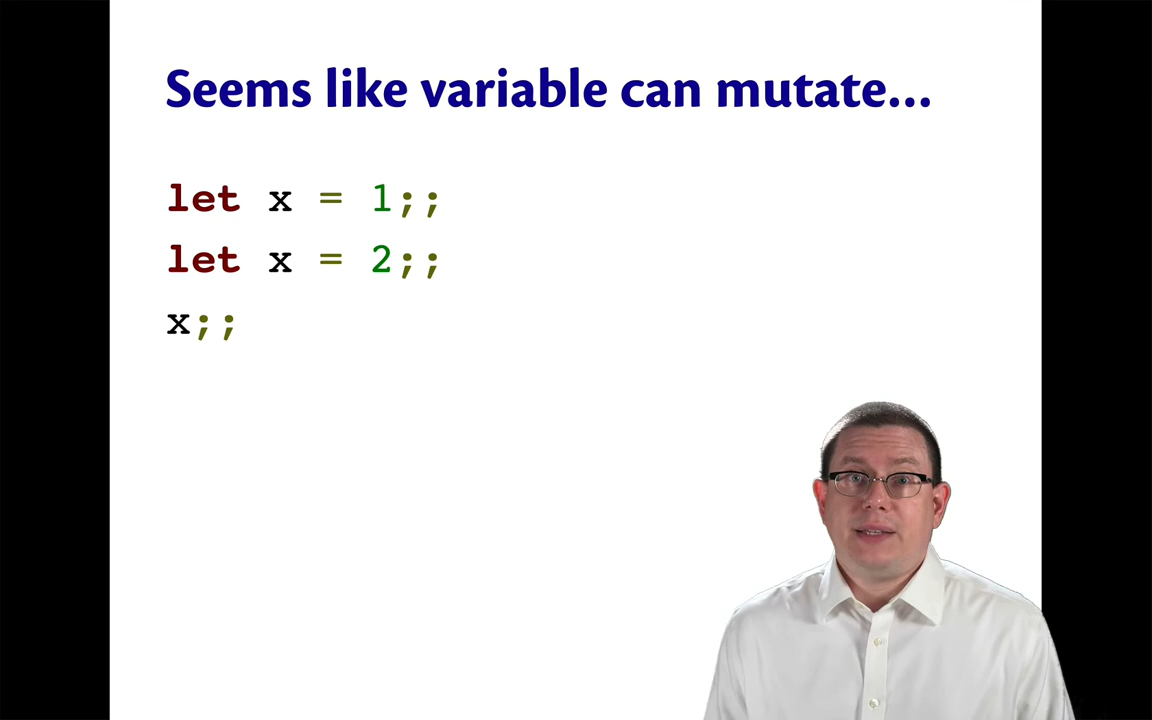 Seems like variable can mutate...
let x = 1;;
let x = 2;;
x;;